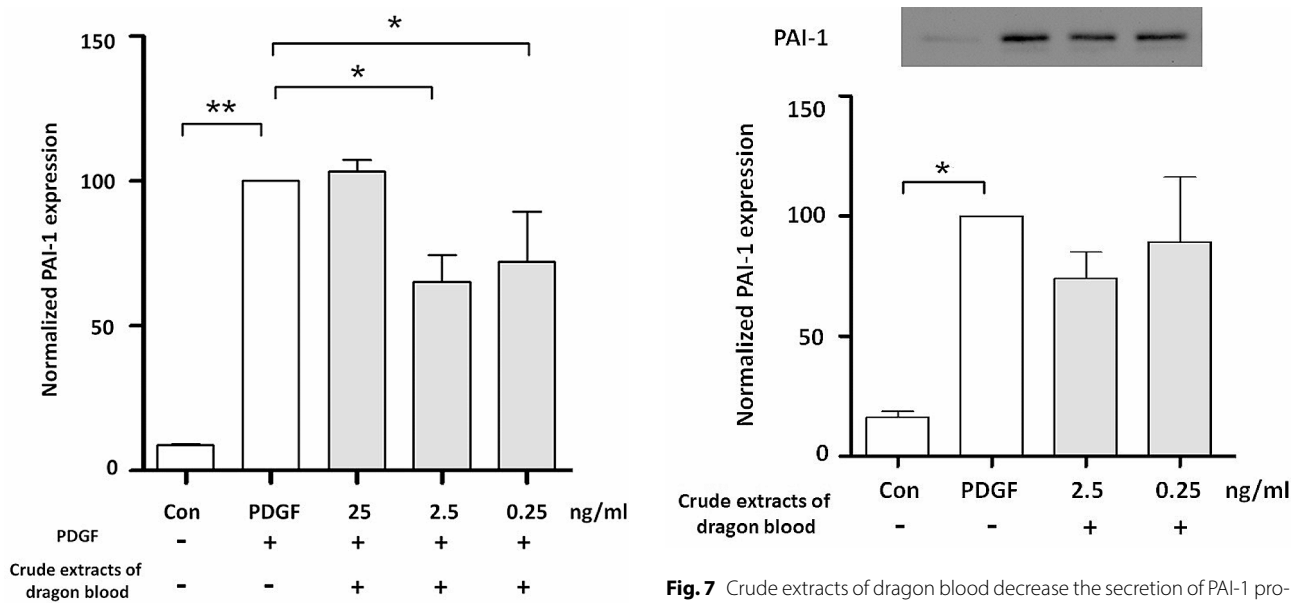 Normalized PAI-1 expression
150
100
50
0
*
*
**
Con PDGF 25 2.5 0.25 ng/ml
PDGF - + + + +
Crude extracts of
dragon blood - - + + +
PAI-1
Normalized PAI-1 expression
150
100
50
0
*
Con PDGF 2.5 0.25 ng/ml
Crude extracts of
dragon blood - - + +
Fig. 7 Crude extracts of dragon blood decrease the secretion of PAI-1 pro-